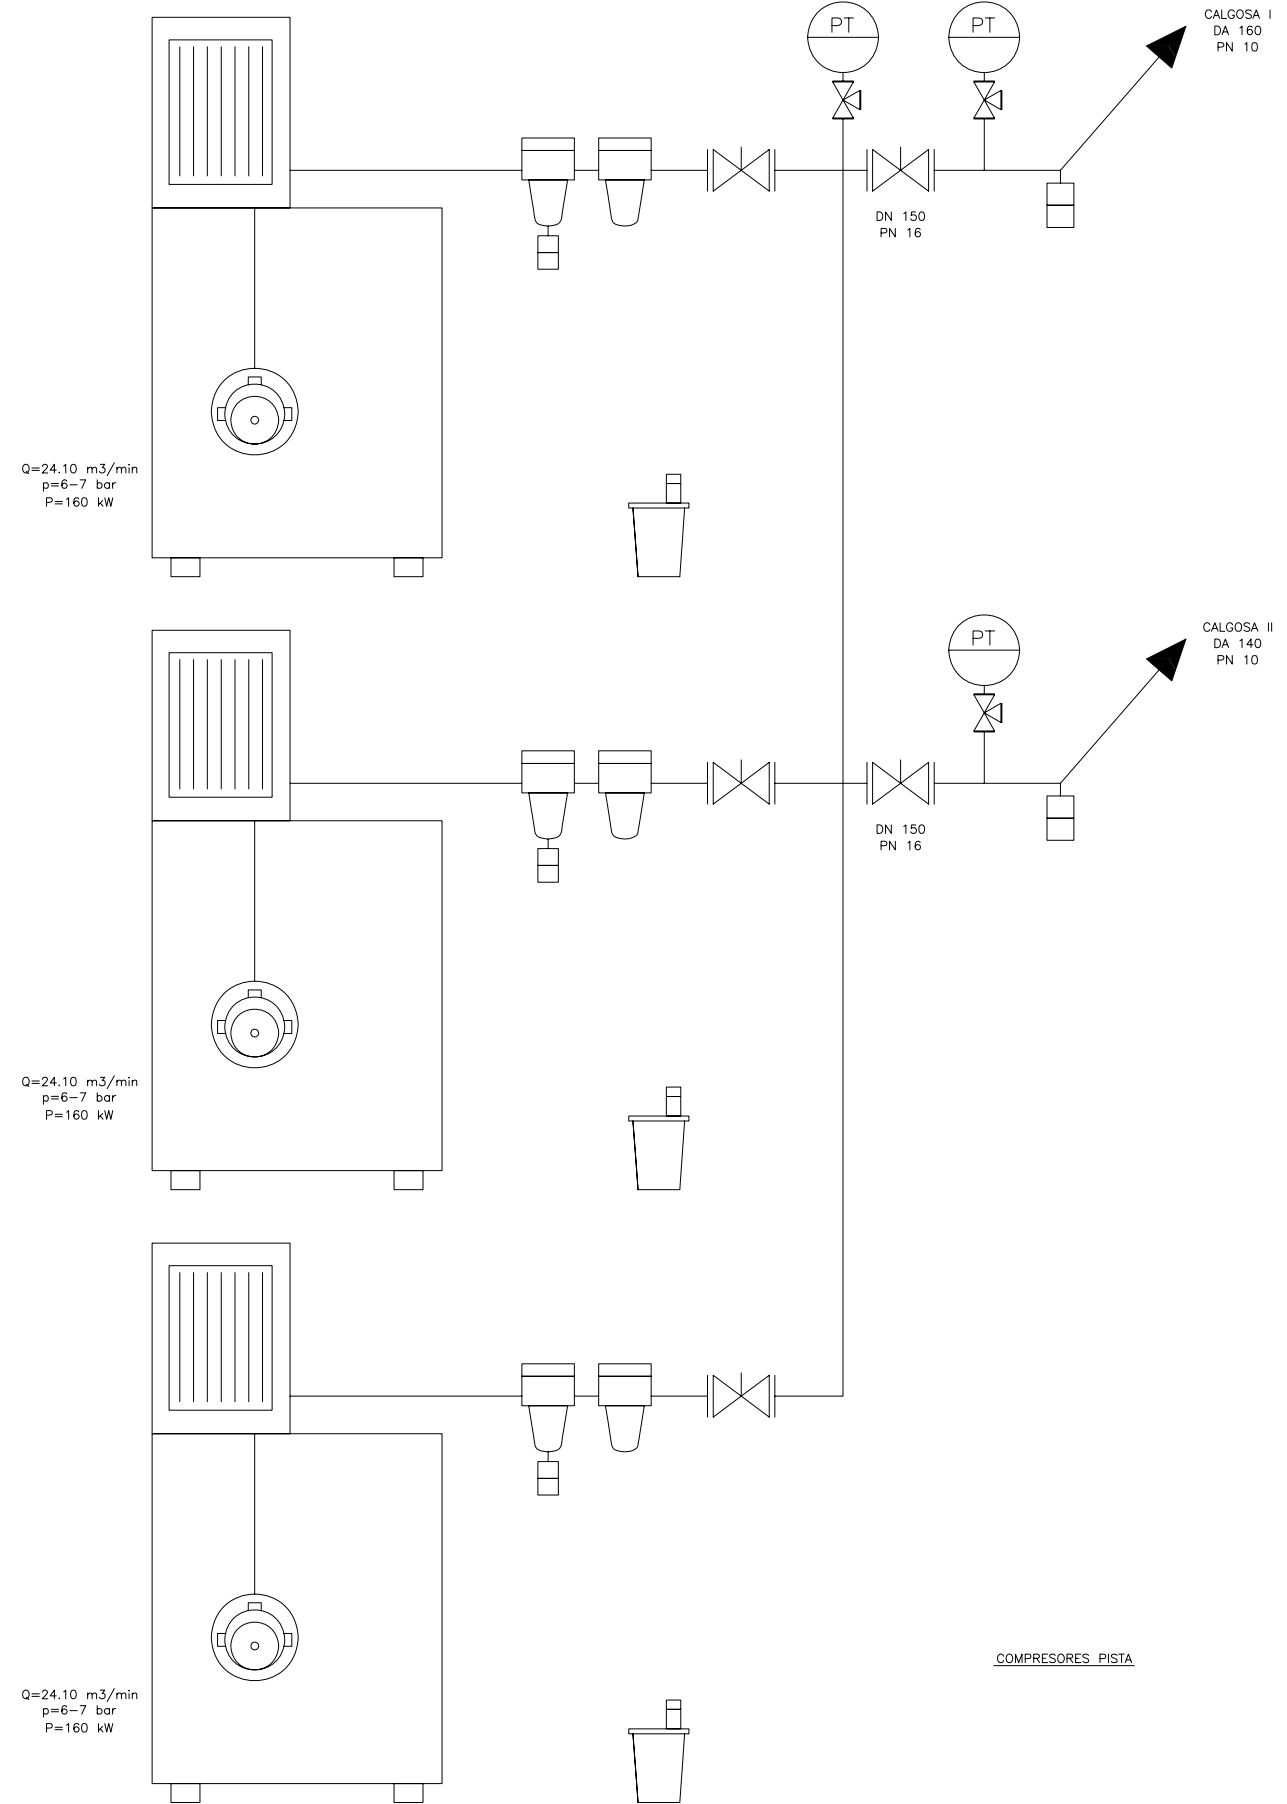 PT
PT
CALGOSA I
DA 160
PN 10
DN 150
PN 16
Q=24.10 m3/min
p=6-7 bar
P=160 kW
PT
CALGOSA II
DA 140
PN 10
DN 150
PN 16
Q=24.10 m3/min
p=6-7 bar
P=160 kW
COMPRESORES PISTA
Q=24.10 m3/min
p=6-7 bar
P=160 kW